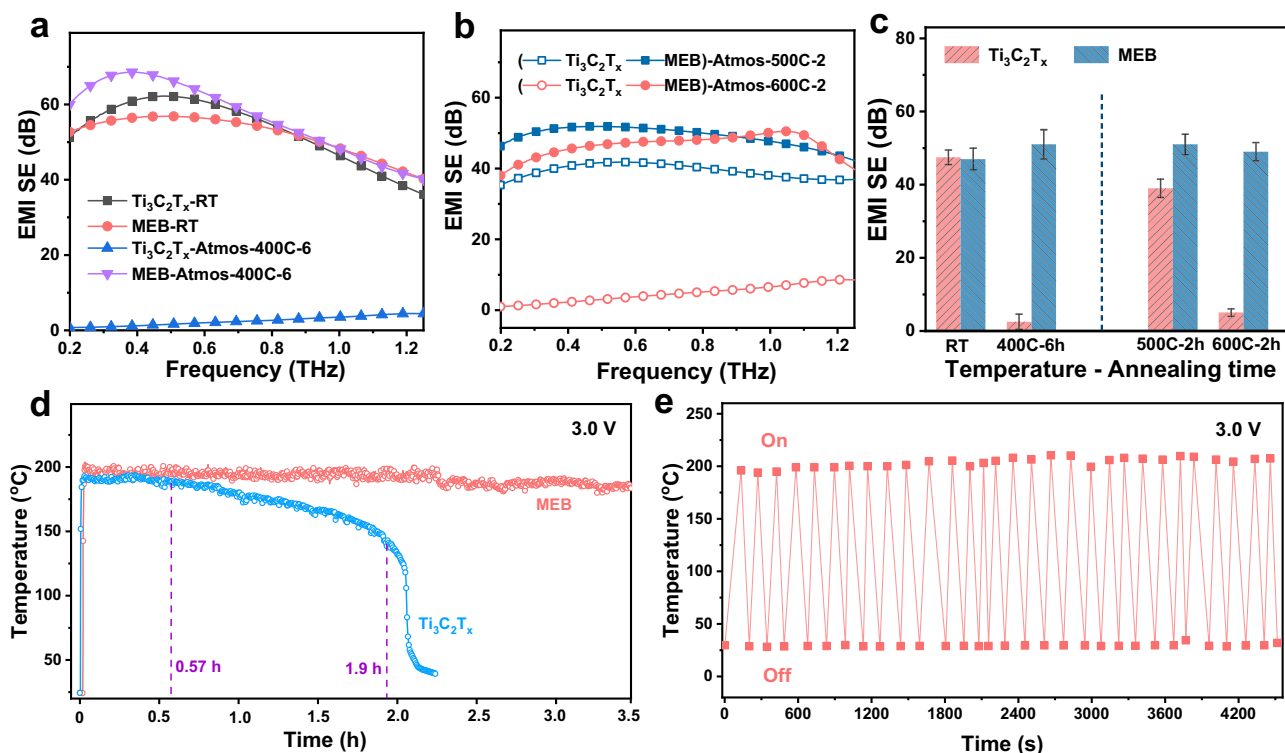 a
EMI SE (dB)
80
60
40
20
0
Ti₃C₂Tₓ-RT
MEB-RT
Ti₃C₂Tₓ-Atmos-400C-6
MEB-Atmos-400C-6
0.2 0.4 0.6 0.8 1.0 1.2
Frequency (THz)
b
EMI SE (dB)
60
40
20
0
( Ti₃C₂Tₓ MEB)-Atmos-500C-2
( Ti₃C₂Tₓ MEB)-Atmos-600C-2
0.2 0.4 0.6 0.8 1.0 1.2
Frequency (THz)
c
EMI SE (dB)
80
60
40
20
0
Ti₃C₂Tₓ MEB
RT 400C-6h 500C-2h 600C-2h
Temperature - Annealing time
d
Temperature (°C)
200
150
100
50
3.0 V
MEB
Ti₃C₂Tₓ
0.57 h
1.9 h
0 0.5 1.0 1.5 2.0 2.5 3.0 3.5
Time (h)
e
Temperature (°C)
250
200
150
100
50
0
On
3.0 V
Off
0 600 1200 1800 2400 3000 3600 4200
Time (s)